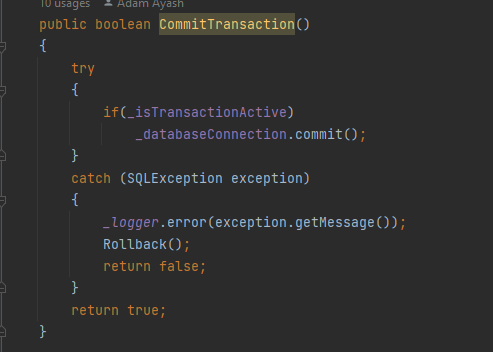 10 usages Adam Ayash
public boolean CommitTransaction()
{
    try
    {
        if(_isTransactionActive)
            _databaseConnection.commit();
    }
    catch (SQLException exception)
    {
        _logger.error(exception.getMessage());
        Rollback();
        return false;
    }
    return true;
}